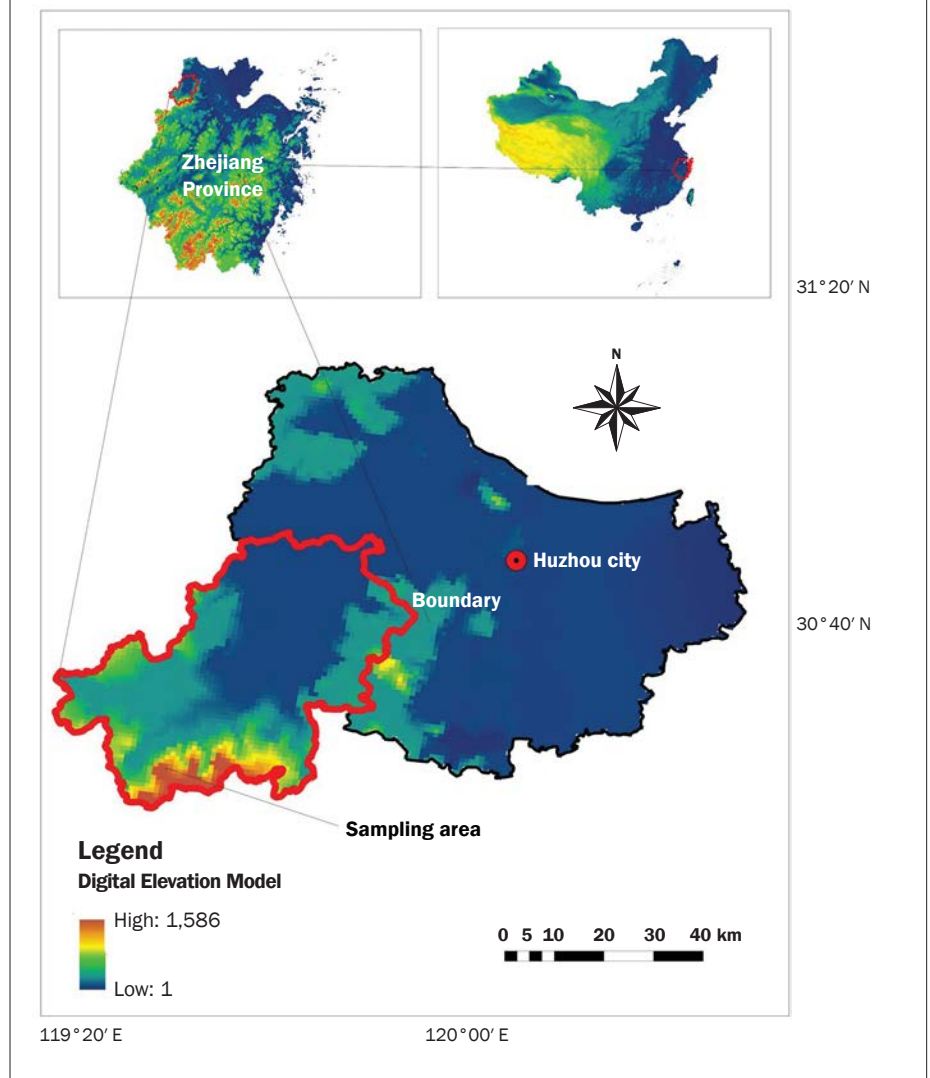 Zhejiang
Province
31°20′ N
N
Huzhou city
Boundary
30°40′ N
Sampling area
Legend
Digital Elevation Model
High: 1,586
Low: 1
0 5 10 20 30 40 km
119°20′ E
120°00′ E